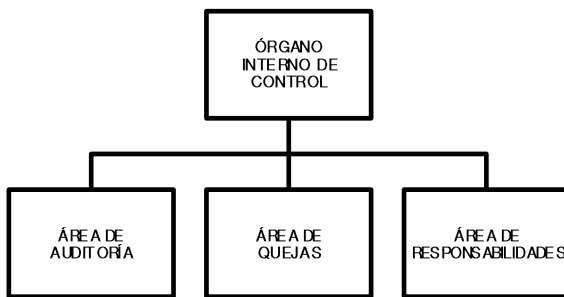 ÓRGANO
INTERNO DE
CONTROL
ÁREA DE
AUDITORÍA
ÁREA DE
QUEJAS
ÁREA DE
RESPONSABILIDADES